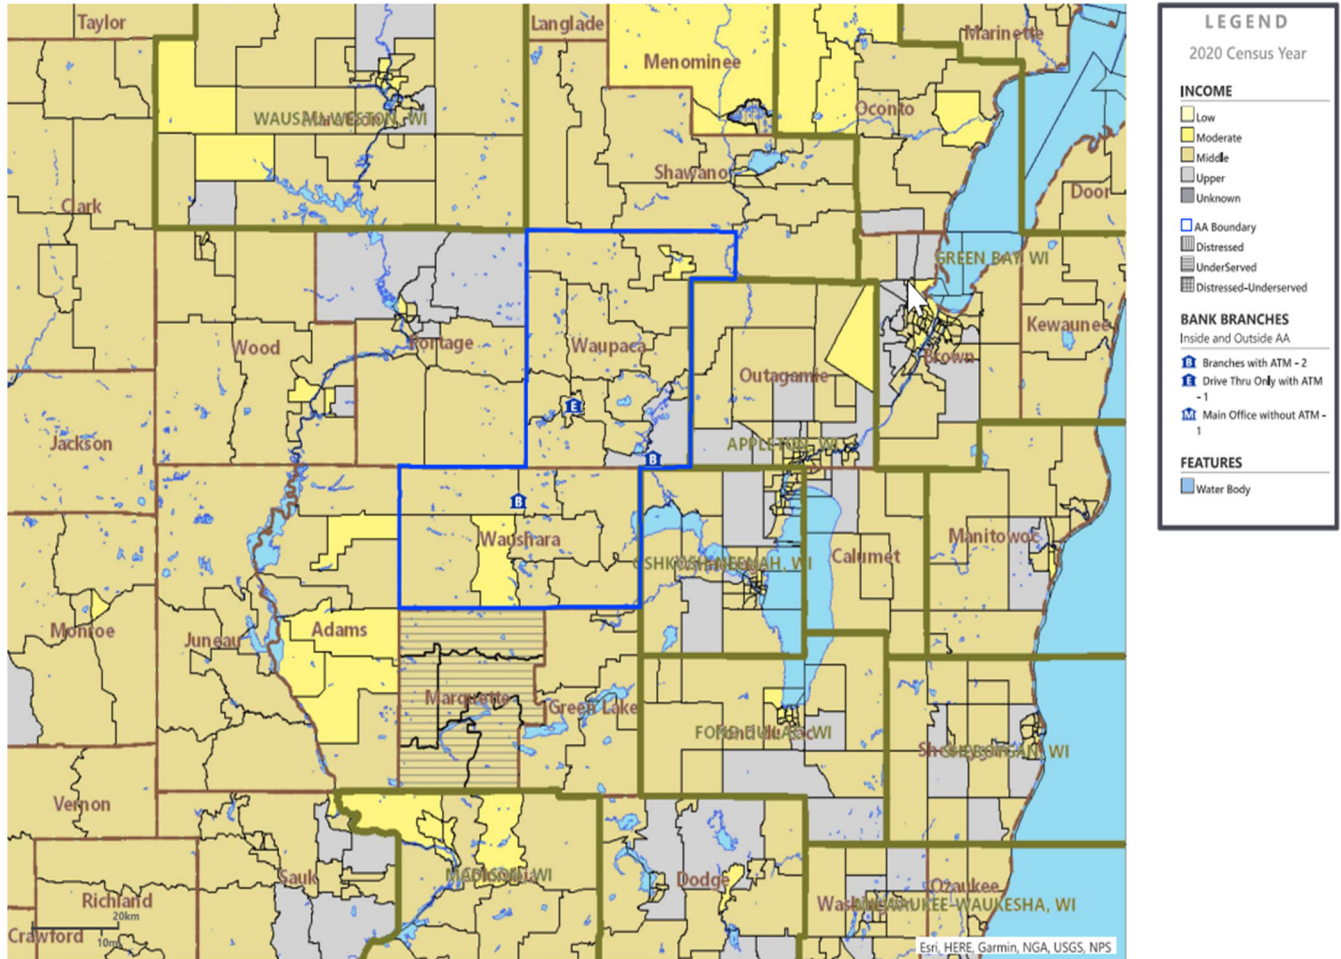 Taylor
Langlade
Marinette
Menominee
Oconto
WAUSAU-WESTON, WI
Shawano
Door
Clark
GREEN BAY, WI
Kewaunee
Wood
Portage
Waupaca
Brown
Outagamie
Jackson
APPLETON, WI
Waushara
Manitowoc
Calumet
OSHKOSH-NEENAH, WI
Monroe
Juneau
Adams
Marquette
Green Lake
FOND DU LAC, WI
SHEBOYGAN, WI
Vernon
Sauk
MADISON, WI
Dodge
Richland
Ozaukee
MILWAUKEE-WAUKESHA, WI
20km
Crawford
10m
Esri, HERE, Garmin, NGA, USGS, NPS
LEGEND
2020 Census Year
INCOME
Low
Moderate
Middle
Upper
Unknown
AA Boundary
Distressed
UnderServed
Distressed-Underserved
BANK BRANCHES
Inside and Outside AA
B Branches with ATM - 2
E Drive Thru Only with ATM
- 1
M Main Office without ATM -
1
FEATURES
Water Body